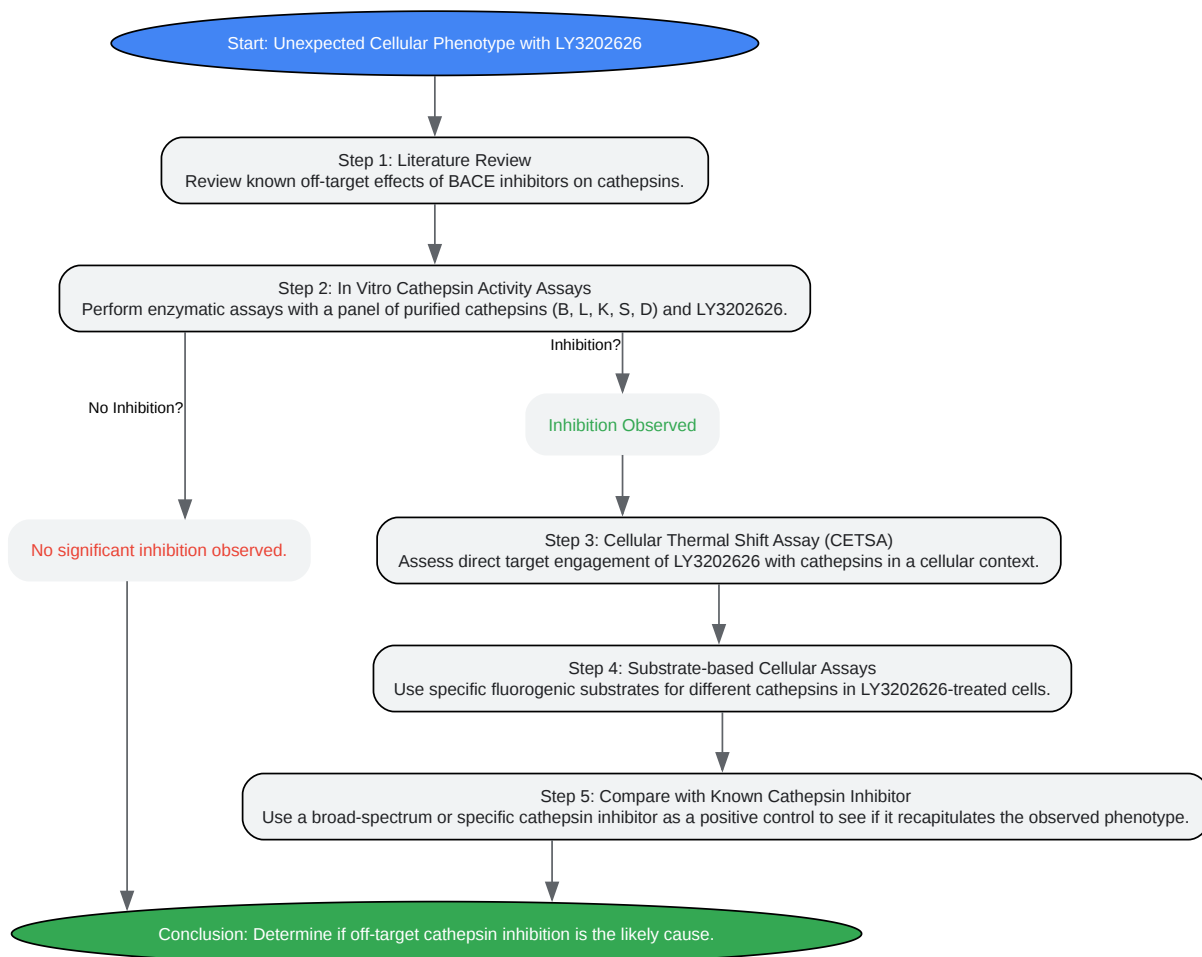 Start: Unexpected Cellular Phenotype with LY3202626
Step 1: Literature Review
Review known off-target effects of BACE inhibitors on cathepsins.
Step 2: In Vitro Cathepsin Activity Assays
Perform enzymatic assays with a panel of purified cathepsins (B, L, K, S, D) and LY3202626.
Inhibition?
No Inhibition?
Inhibition Observed
No significant inhibition observed.
Step 3: Cellular Thermal Shift Assay (CETSA)
Assess direct target engagement of LY3202626 with cathepsins in a cellular context.
Step 4: Substrate-based Cellular Assays
Use specific fluorogenic substrates for different cathepsins in LY3202626-treated cells.
Step 5: Compare with Known Cathepsin Inhibitor
Use a broad-spectrum or specific cathepsin inhibitor as a positive control to see if it recapitulates the observed phenotype.
Conclusion: Determine if off-target cathepsin inhibition is the likely cause.